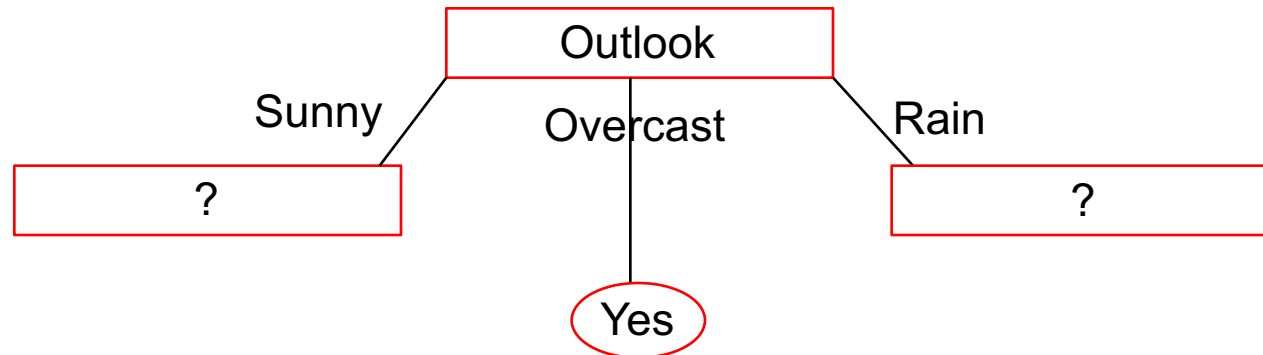 Outlook
Sunny
Overcast
Rain
?
?
Yes